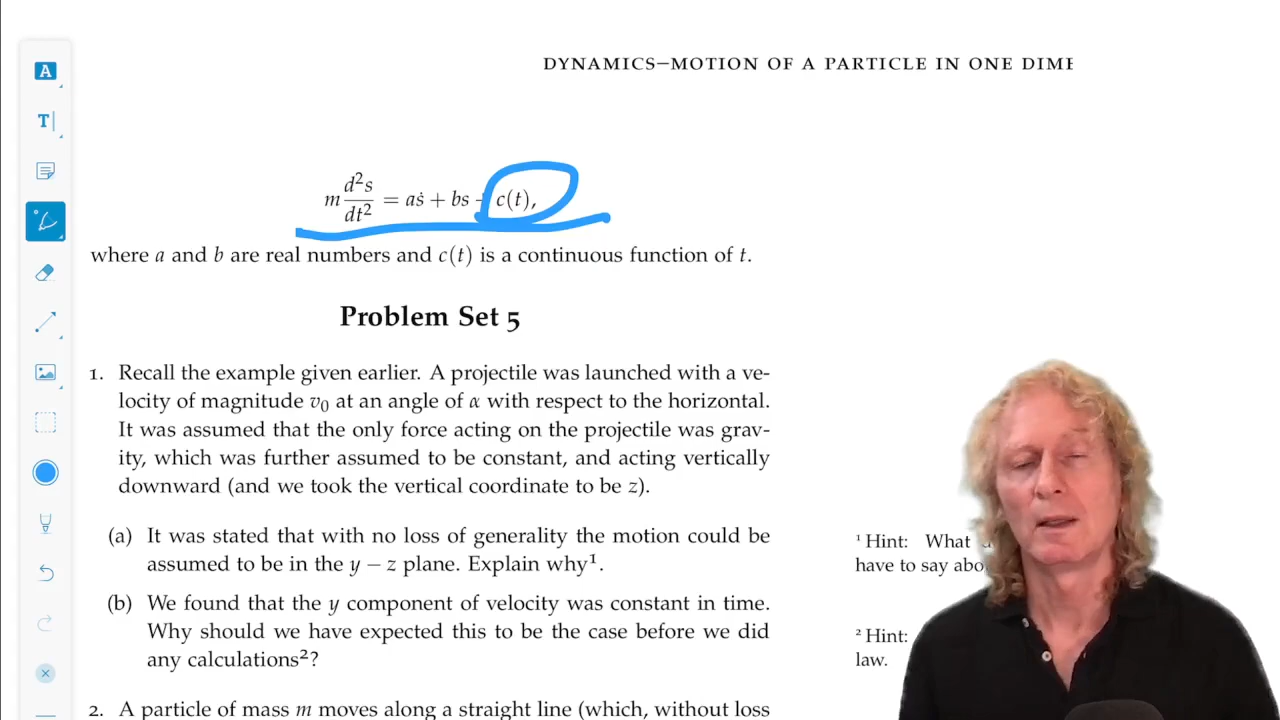 A
T
DYNAMICS–MOTION OF A PARTICLE IN ONE
m d²s/dt² = aṡ + bs + c(t),
where a and b are real numbers and c(t) is a continuous function of t.
Problem Set 5
1. Recall the example given earlier. A projectile was launched with a ve-
locity of magnitude v₀ at an angle of α with respect to the horizontal.
It was assumed that the only force acting on the projectile was grav-
ity, which was further assumed to be constant, and acting vertically
downward (and we took the vertical coordinate to be z).
(a) It was stated that with no loss of generality the motion could be
assumed to be in the y − z plane. Explain why¹.
¹ Hint: What
have to say
(b) We found that the y component of velocity was constant in time.
Why should we have expected this to be the case before we did
any calculations²?
² Hint:
law.
2. A particle of mass m moves along a straight line (which, without loss